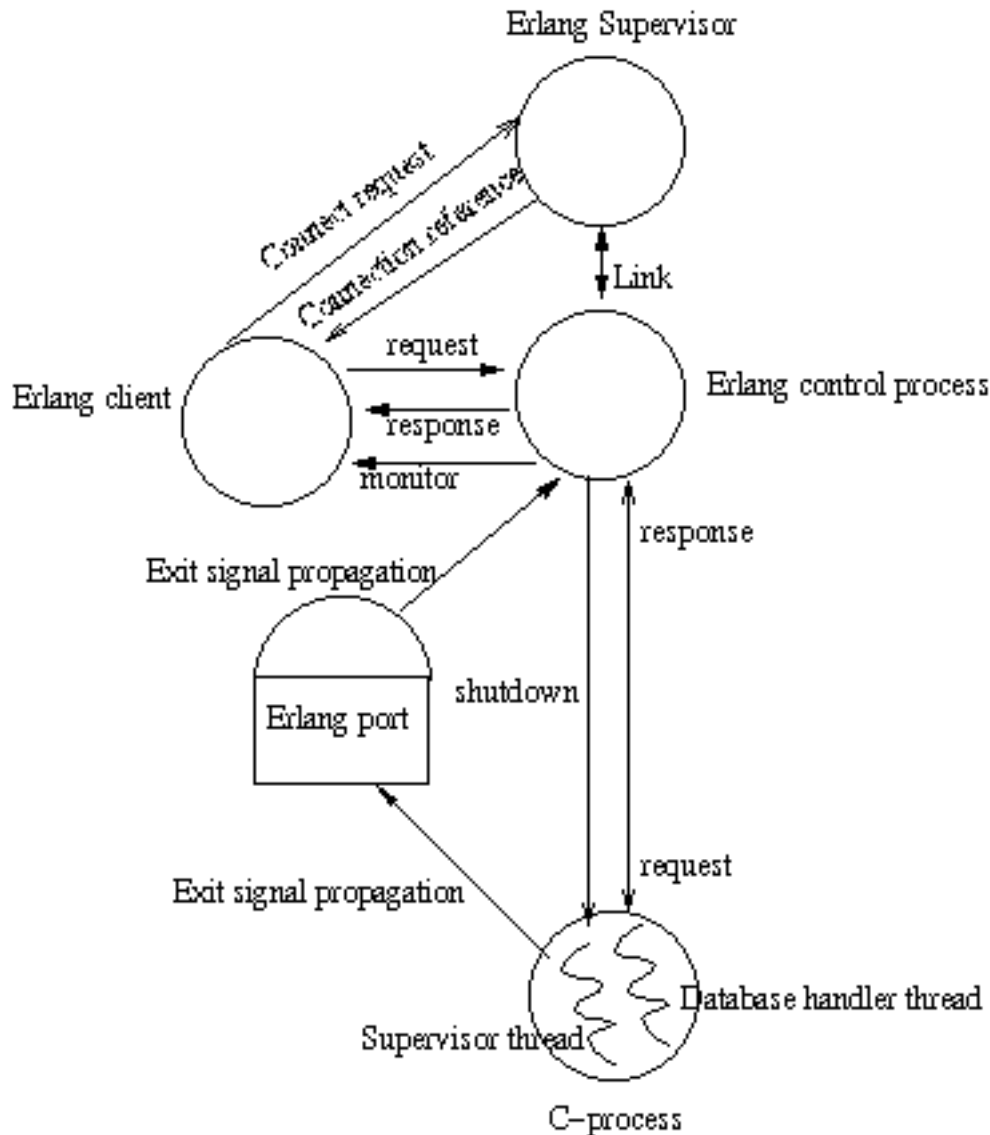 Erlang Supervisor
Connect request
Connection reference
Link
request
Erlang client
Erlang control process
response
monitor
response
Exit signal propagation
shutdown
Erlang port
request
Exit signal propagation
Database handler thread
Supervisor thread
C-process